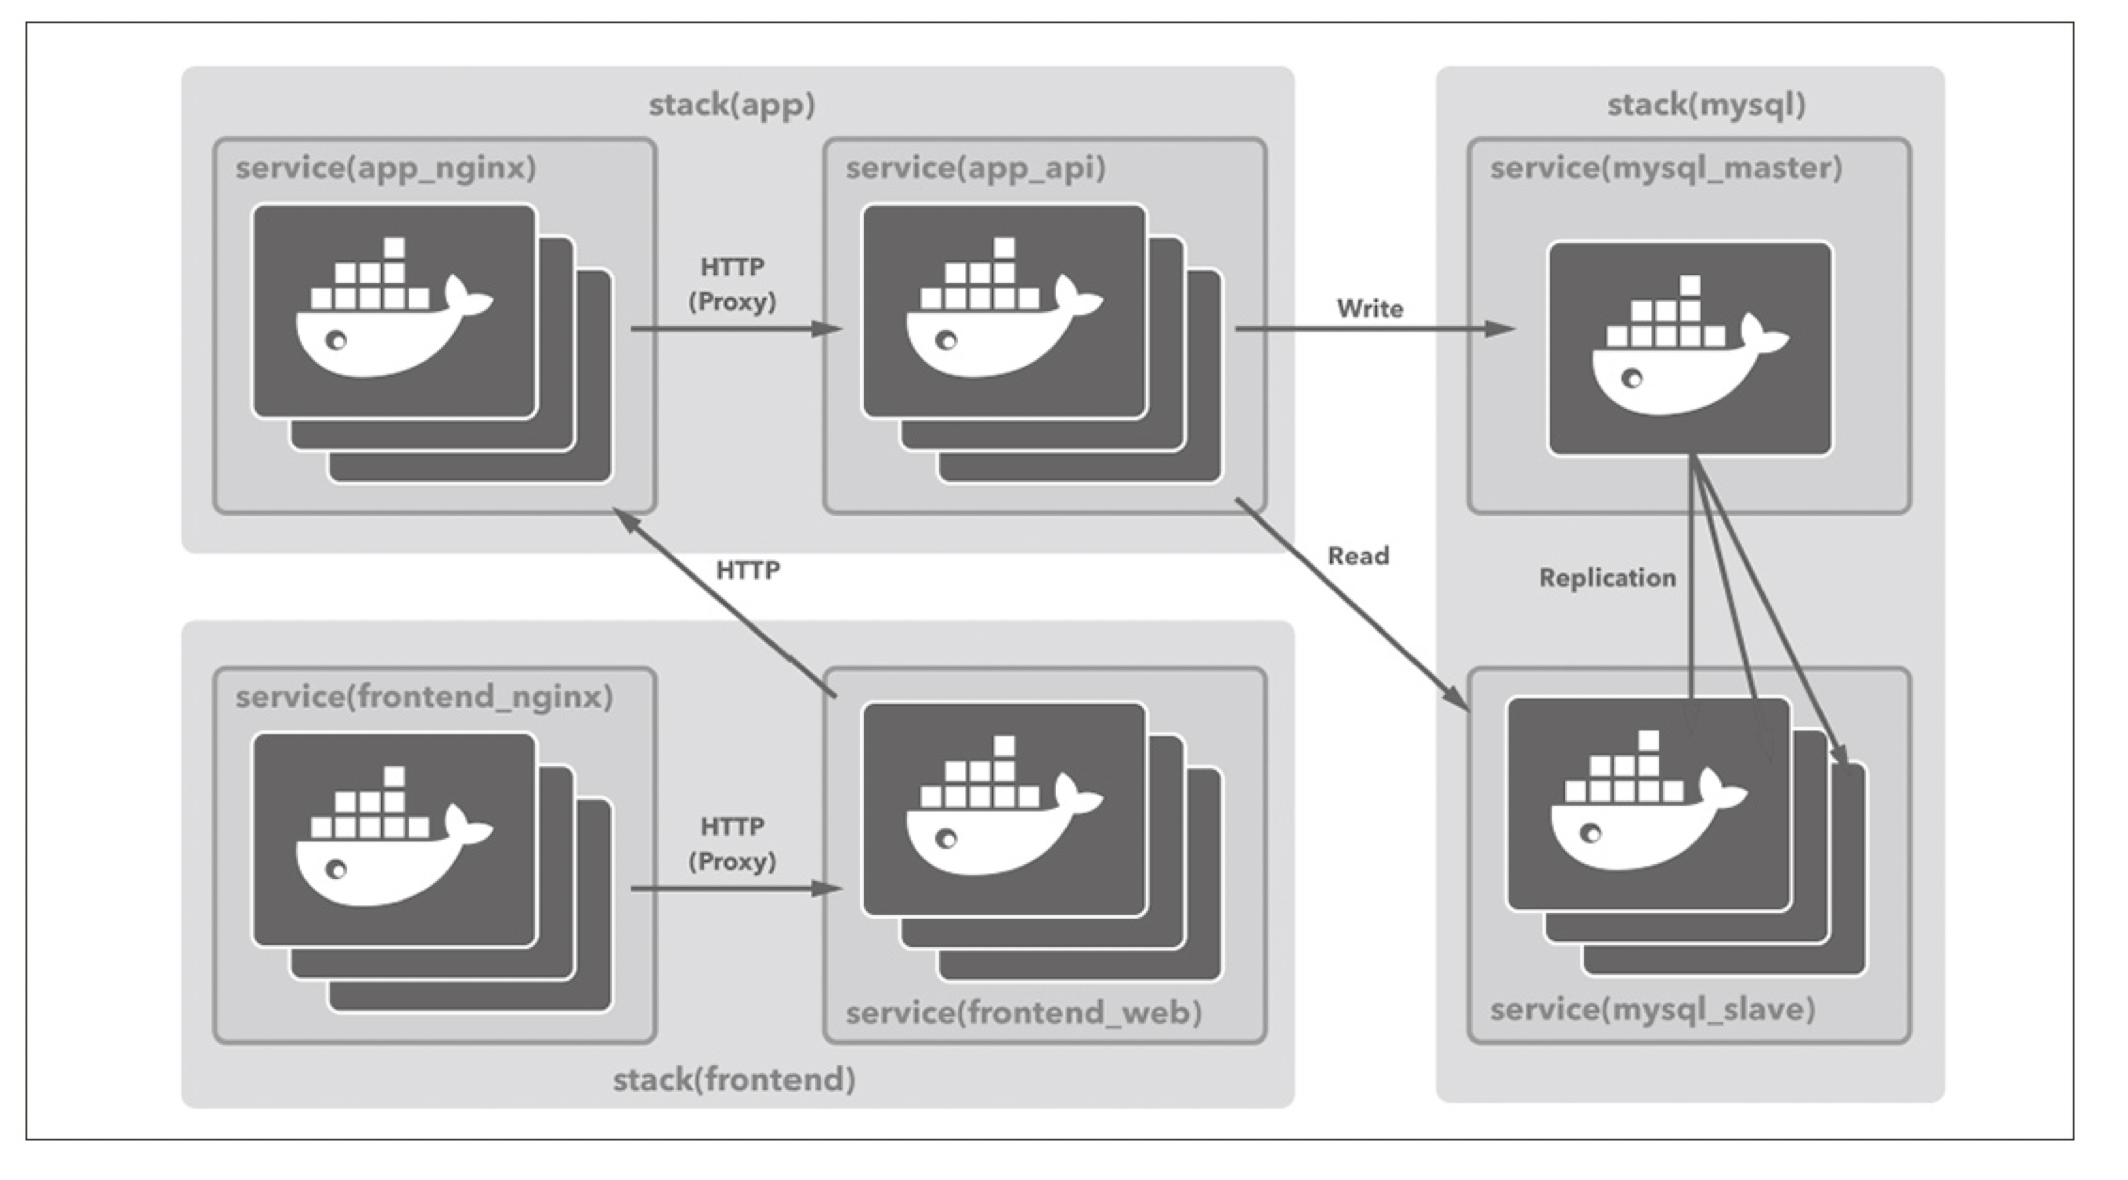 stack(app)
service(app_nginx)
HTTP
(Proxy)
service(app_api)
Write
Read
stack(mysql)
service(mysql_master)
Replication
service(mysql_slave)
HTTP
service(frontend_nginx)
HTTP
(Proxy)
service(frontend_web)
stack(frontend)